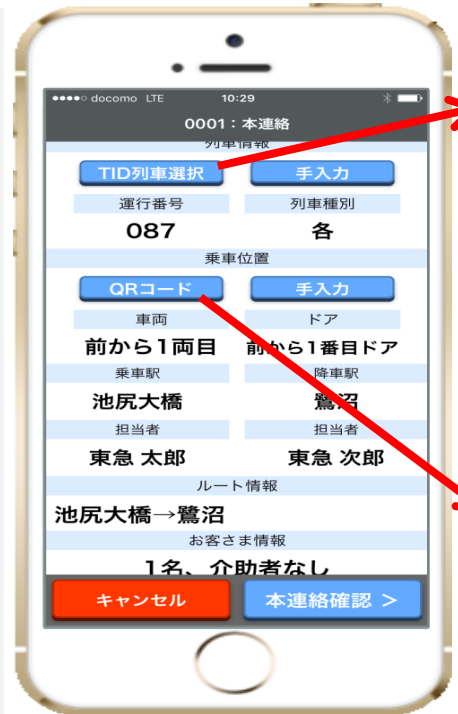 docomo LTE 10:29
0001：本連絡
列車情報
TID列車選択 手入力
運行番号 列車種別
087 各
乗車位置
QRコード 手入力
車両 ドア
前から1両目 前から1番目ドア
乗車駅 降車駅
池尻大橋 鷺沼
担当者 担当者
東急 太郎 東急 次郎
ルート情報
池尻大橋→鷺沼
お客さま情報
1名、介助者なし
キャンセル 本連絡確認 >